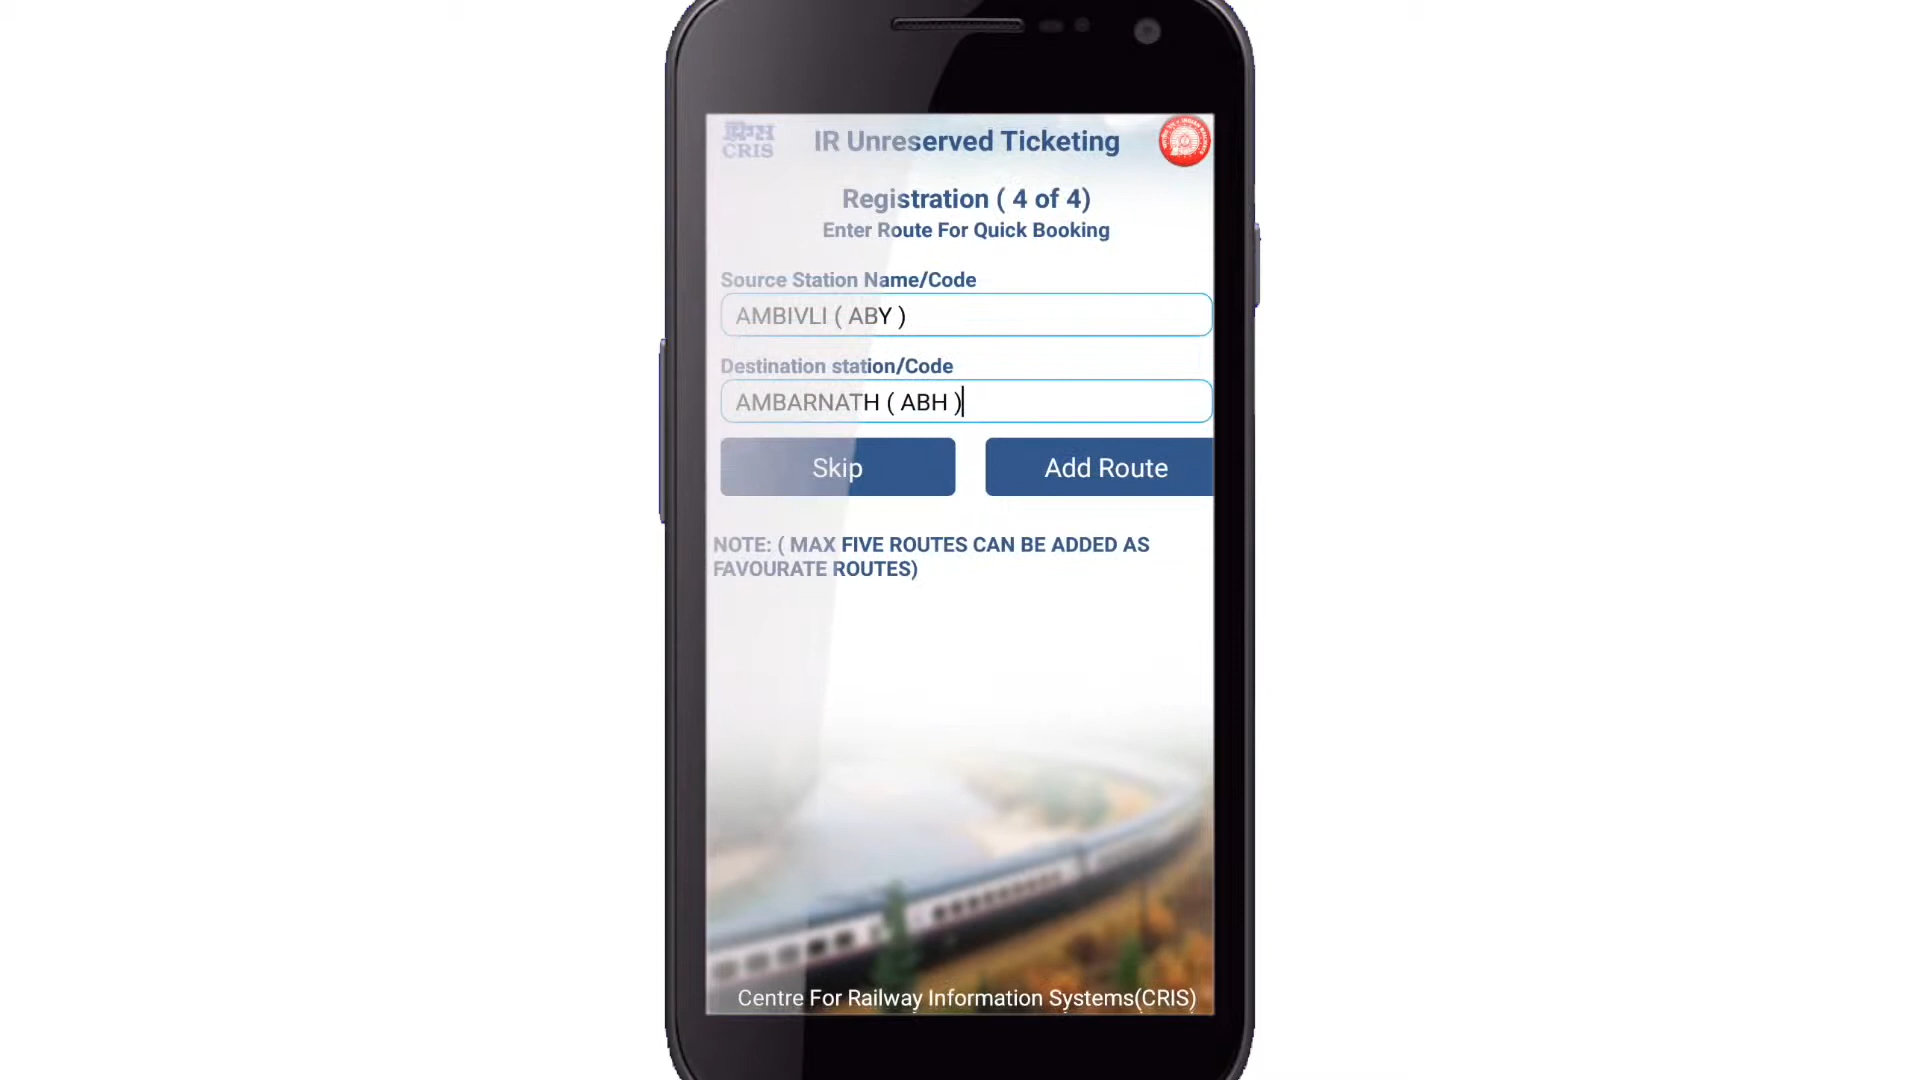 क्रिस
CRIS
IR Unreserved Ticketing
Registration ( 4 of 4)
Enter Route For Quick Booking
Source Station Name/Code
AMBIVLI ( ABY )
Destination station/Code
AMBARNATH ( ABH )
Skip
Add Route
NOTE: ( MAX FIVE ROUTES CAN BE ADDED AS
FAVOURATE ROUTES)
Centre For Railway Information Systems(CRIS)